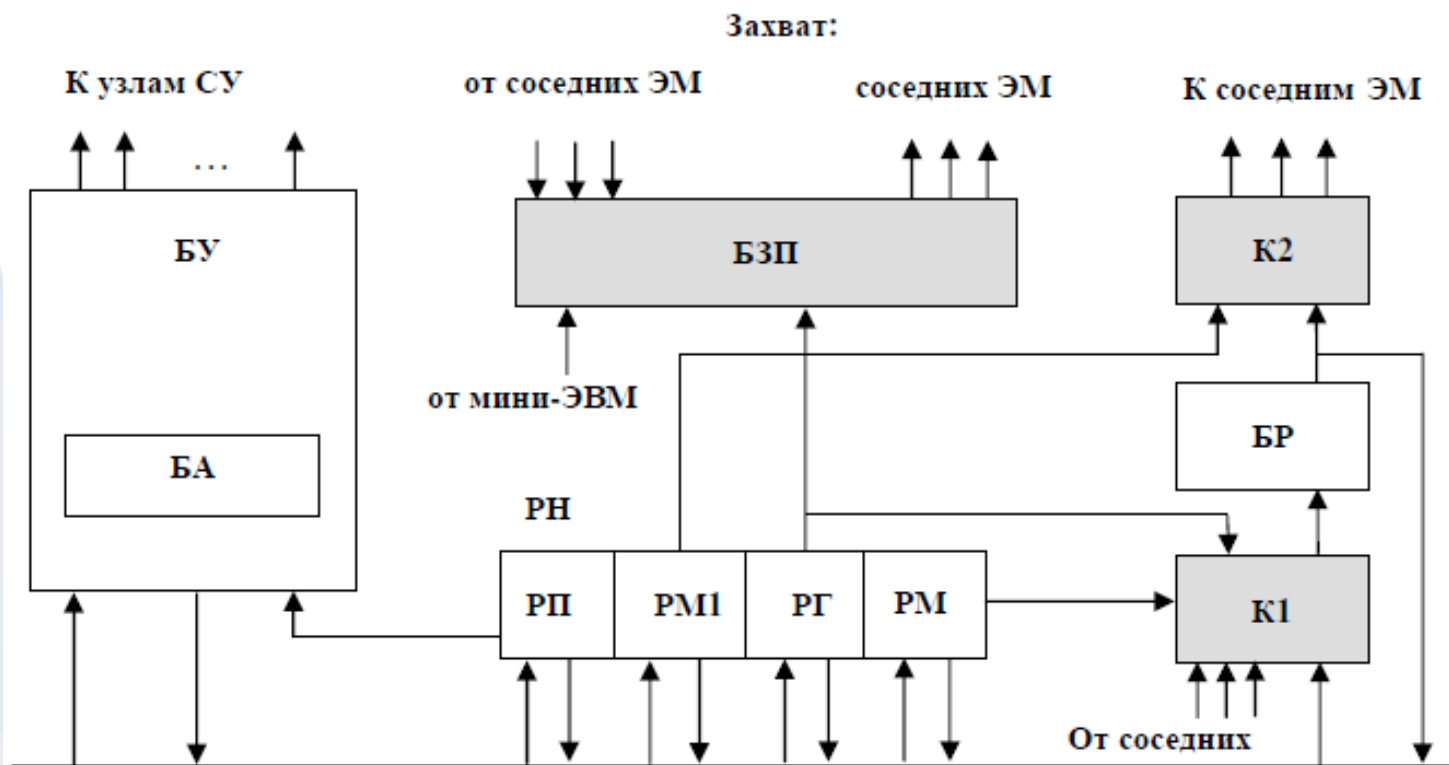 Захват:
К узлам СУ
от соседних ЭМ
соседних ЭМ
К соседним ЭМ
...
БУ
БЗП
К2
от мини-ЭВМ
БР
БА
РН
РП
РМ1
РГ
РМ
К1
От соседних